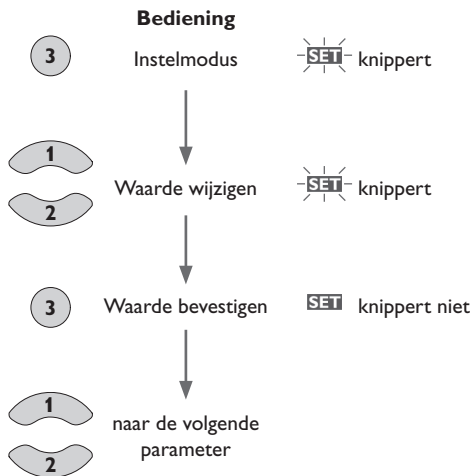 Bediening
3 Instelmodus SET knippert
1
2 Waarde wijzigen SET knippert
3 Waarde bevestigen SET knippert niet
1
naar de volgende
2 parameter